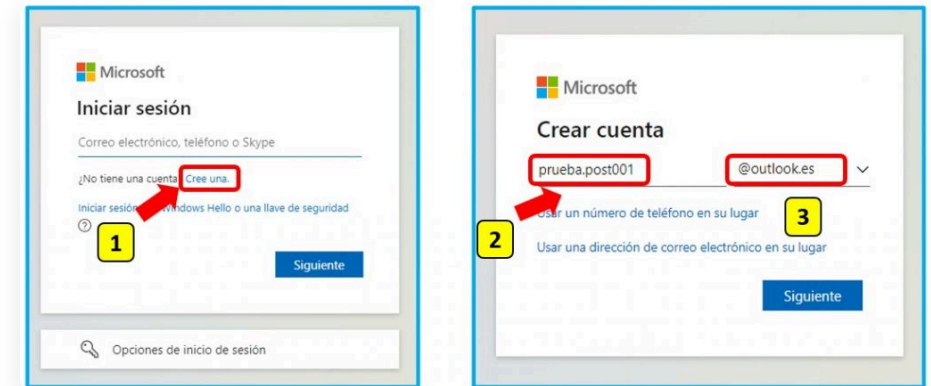 Microsoft
Iniciar sesión
Correo electrónico, teléfono o Skype
¿No tiene una cuenta Cree una.
Iniciar sesión Windows Hello o una llave de seguridad
?
1
Siguiente
Opciones de inicio de sesión
Microsoft
Crear cuenta
prueba.post001 @outlook.es
Usar un número de teléfono en su lugar
2
3
Usar una dirección de correo electrónico en su lugar
Siguiente